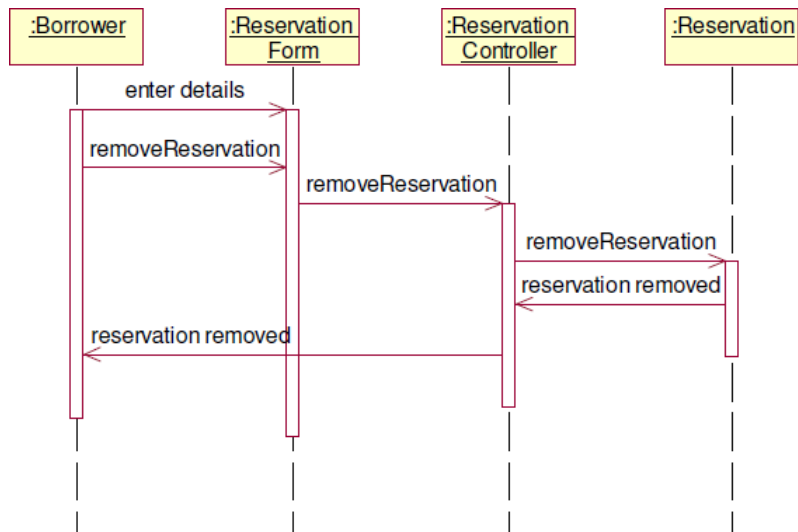 :Borrower
:Reservation
Form
:Reservation
Controller
:Reservation
enter details
removeReservation
removeReservation
removeReservation
reservation removed
reservation removed